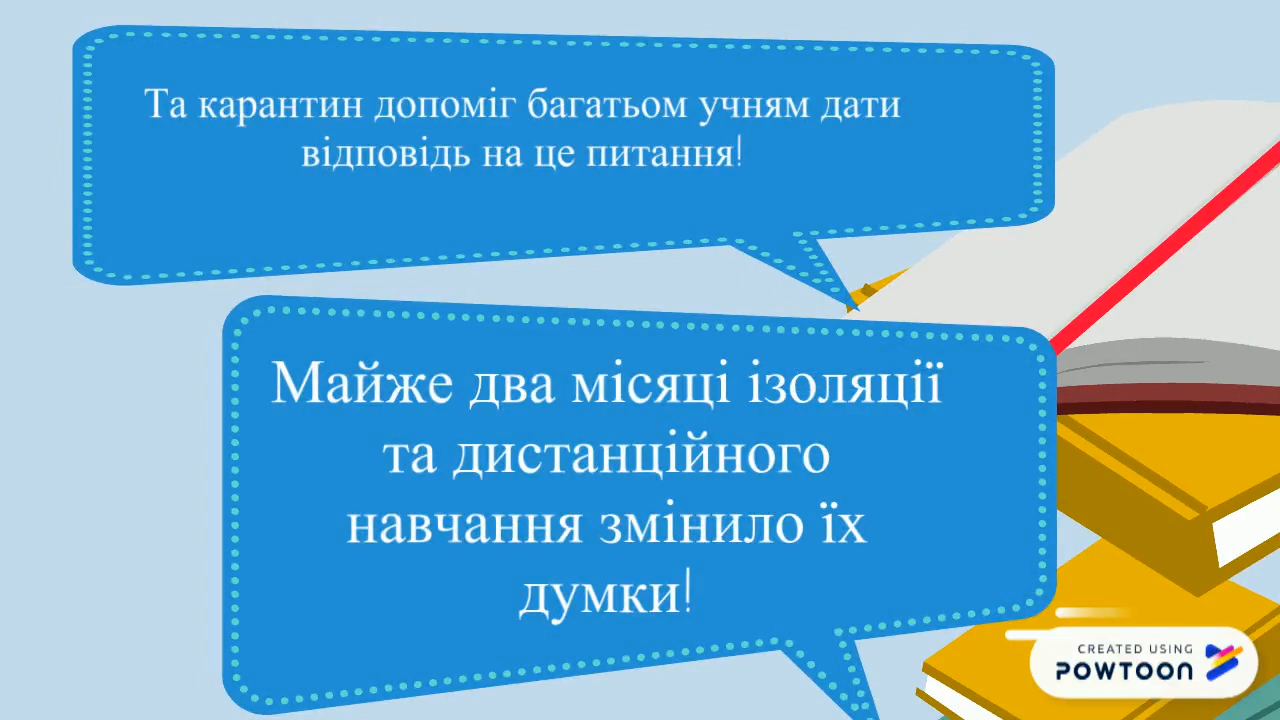 Та карантин допоміг багатьом учням дати
відповідь на це питання!
Майже два місяці ізоляції
та дистанційного
навчання змінило їх
думки!
CREATED USING
POWTOON